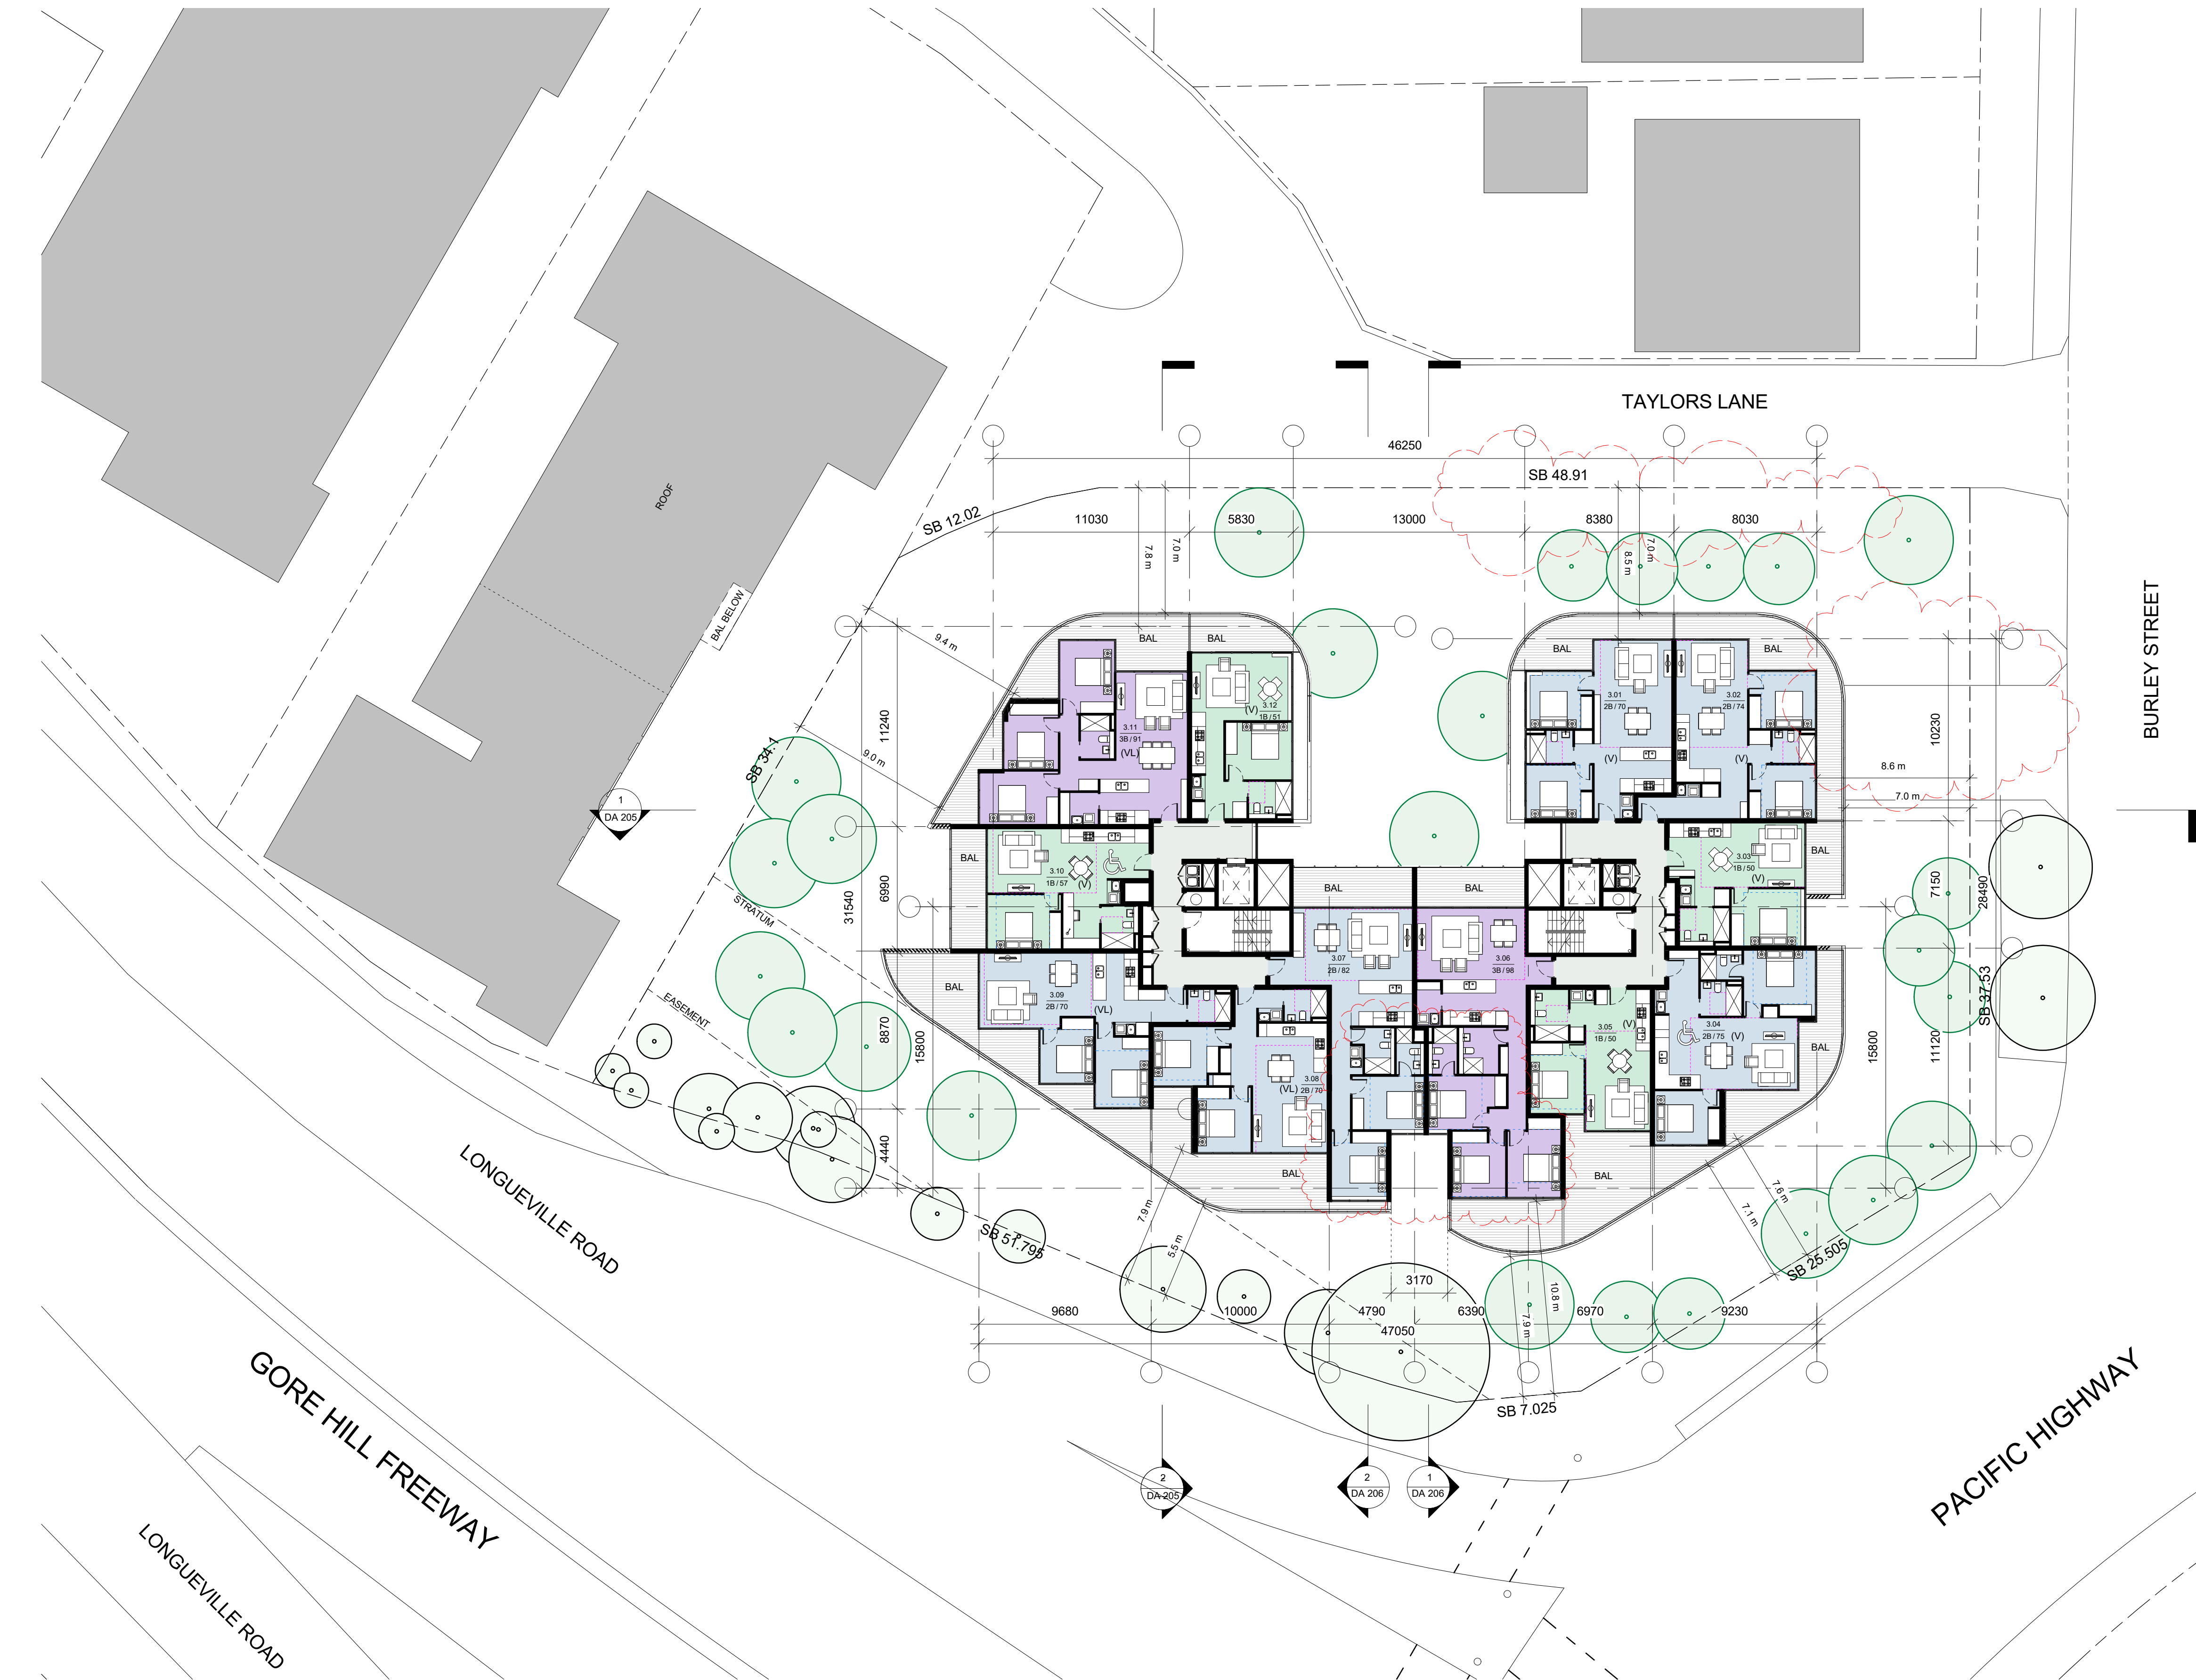 TAYLORS LANE
46250
SB 48.91
ROOF
SB 12.02
11030
5830
13000
8380
8030
7.8 m
7.0 m
8.5 m
7.0 m
BURLEY STREET
BAL BELOW
9.4 m
BAL
BAL
BAL
BAL
3.01
2B / 70
(V)
3.02
2B / 74
(V)
3.12
1B / 51
(V)
3.11
3B / 91
(VL)
11240
10230
SB 34.1
9.0 m
8.6 m
7.0 m
1
DA 205
BAL
3.10
1B / 57
(V)
3.03
1B / 50
(V)
BAL
31540
6990
BAL
BAL
7150
28490
STRATUM
3.07
2B / 82
3.06
3B / 98
BAL
3.09
2B / 70
(VL)
EASEMENT
SB 37.53
8870
15800
3.08
2B / 70
(VL)
3.05
1B / 50
(V)
3.04
2B / 75
(V)
BAL
15800
11120
4440
BAL
BAL
LONGUEVILLE ROAD
7.9 m
5.5 m
7.6 m
7.1 m
SB 51.795
SB 25.505
3170
10.8 m
7.9 m
9680
10000
4790
6390
6970
9230
47050
SB 7.025
GORE HILL FREEWAY
PACIFIC HIGHWAY
2
DA 205
2
DA 206
1
DA 206
LONGUEVILLE ROAD